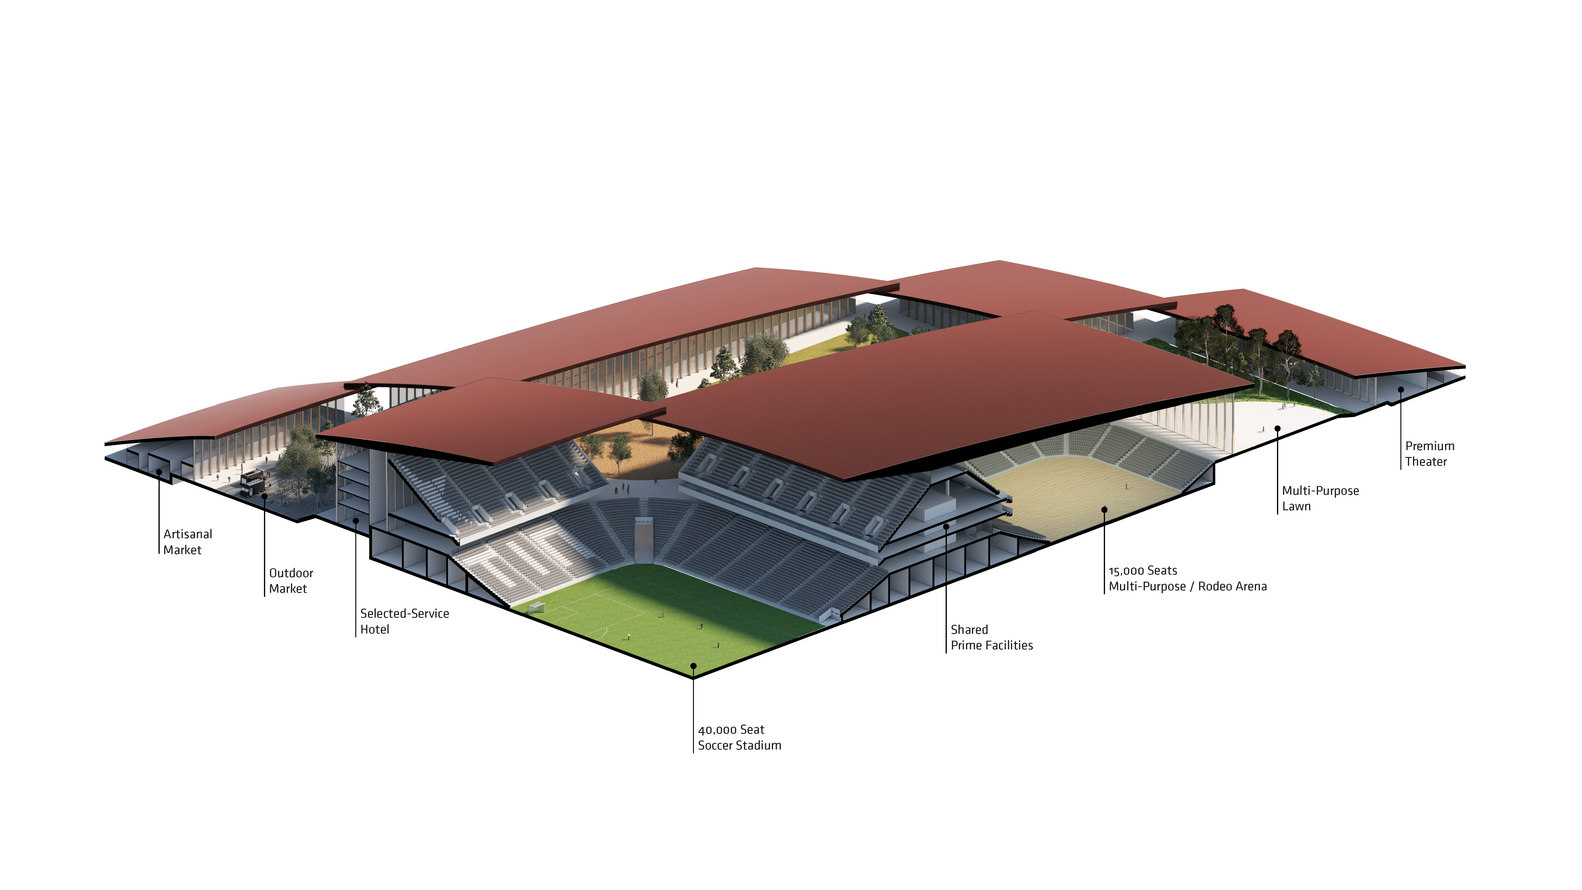 Artisanal
Market
Outdoor
Market
Selected-Service
Hotel
40,000 Seat
Soccer Stadium
Shared
Prime Facilities
15,000 Seats
Multi-Purpose / Rodeo Arena
Multi-Purpose
Lawn
Premium
Theater